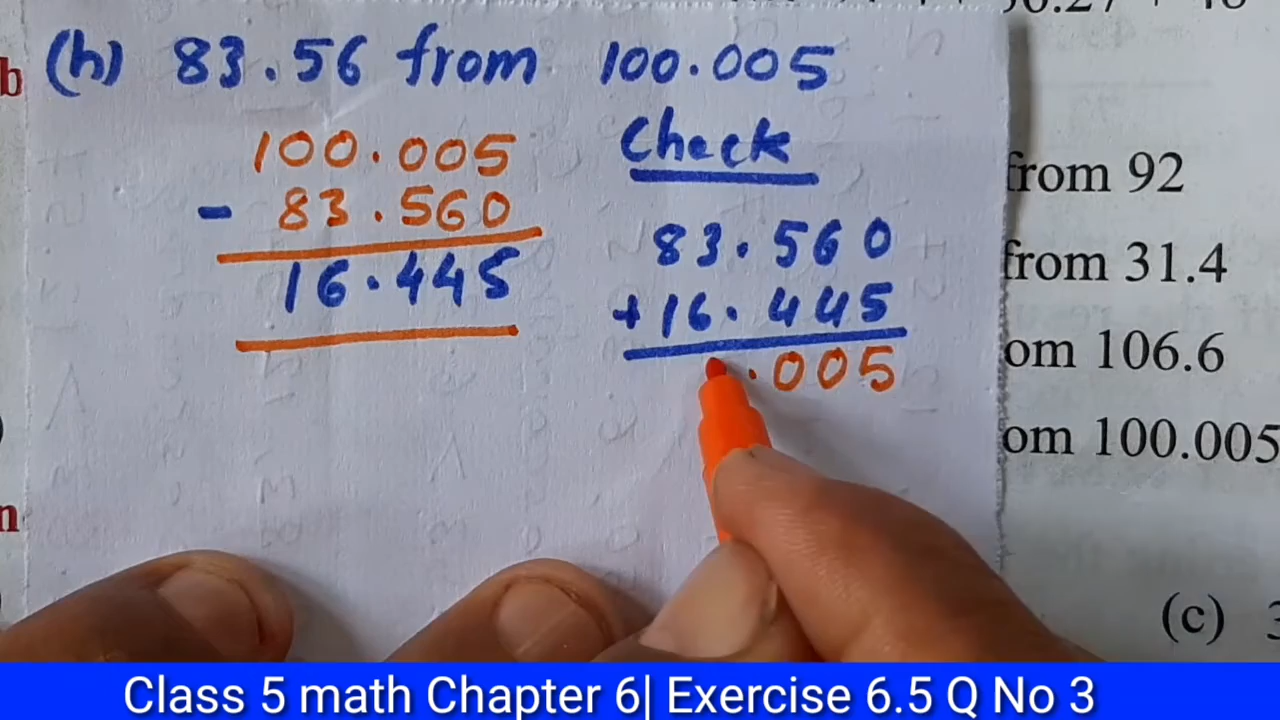 b (h) 83.56 from 100.005
100.005
- 83.560
16.445
Check
83.560
+16.445
.005
from 92
from 31.4
om 106.6
om 100.005
n
(c)
Class 5 math Chapter 6| Exercise 6.5 Q No 3